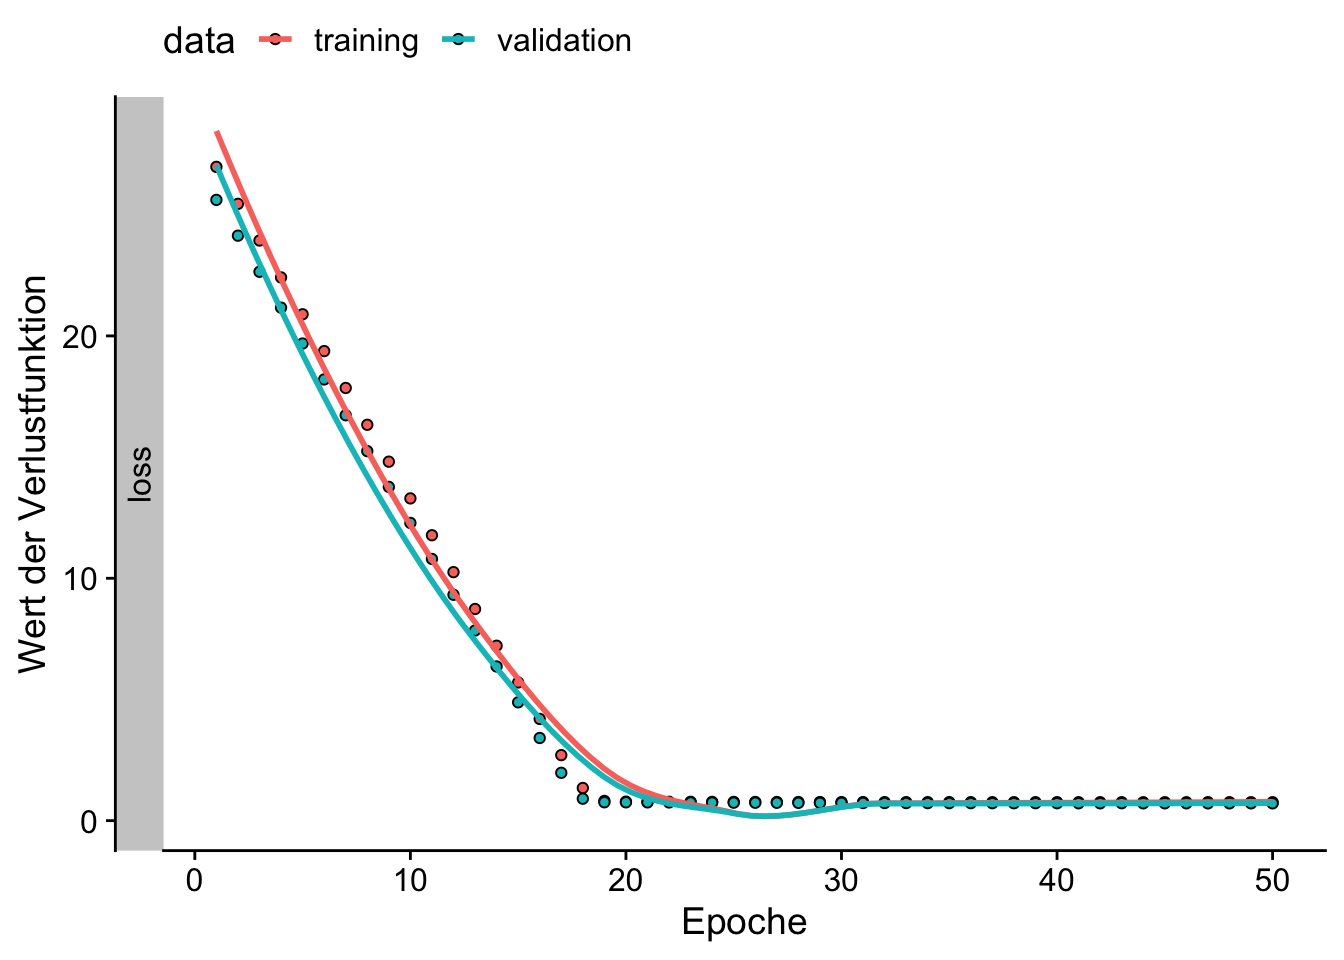 data training validation
loss
Wert der Verlustfunktion
20
10
0
0 10 20 30 40 50
Epoche